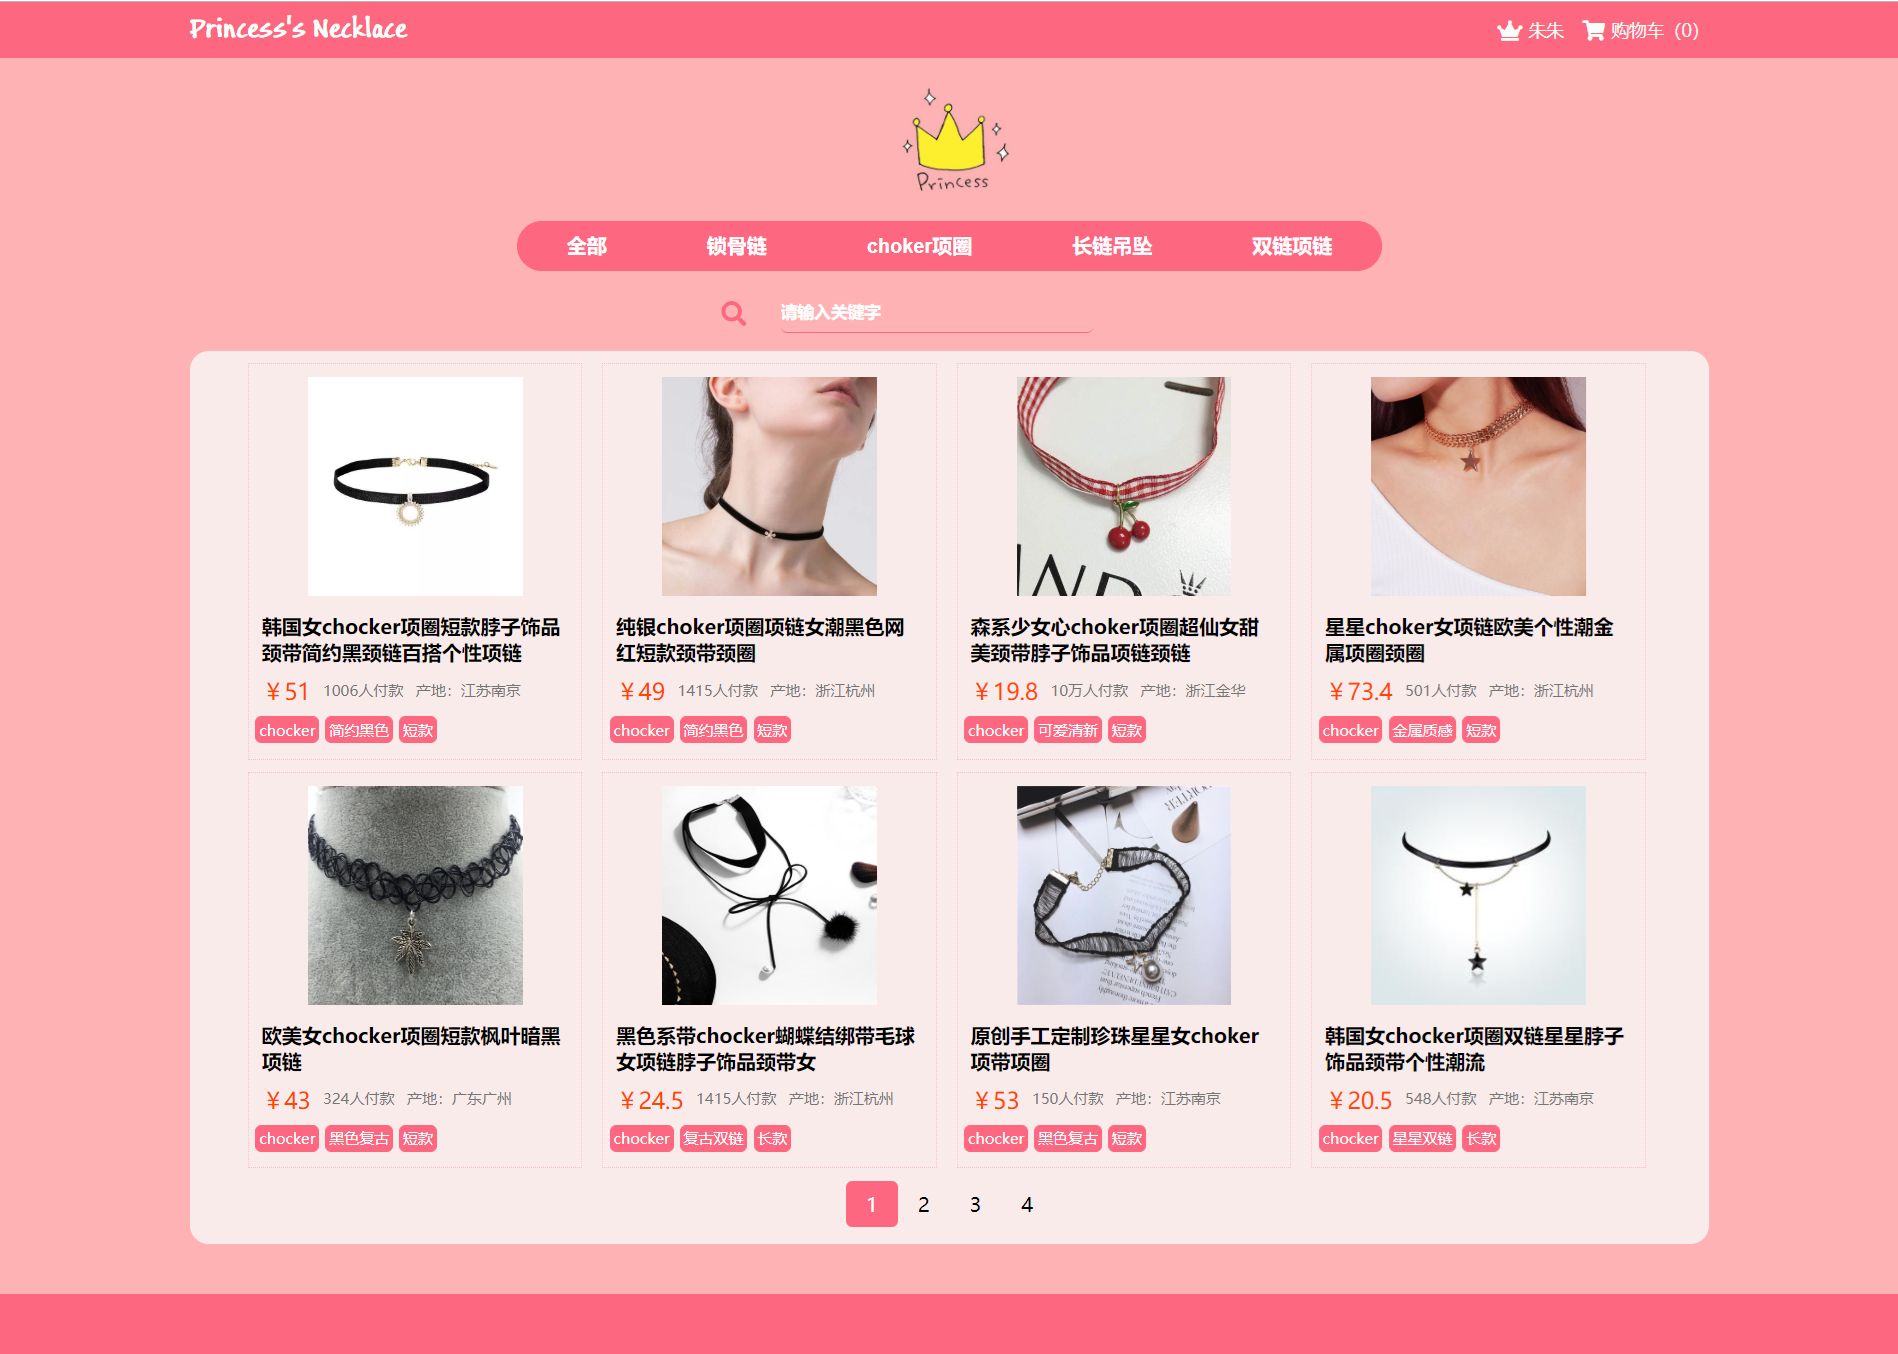 Princess's Necklace
朱朱 购物车 (0)
Princess
全部 锁骨链 choker项圈 长链吊坠 双链项链
请输入关键字
韩国女chocker项圈短款脖子饰品
颈带简约黑颈链百搭个性项链
￥51 1006人付款 产地：江苏南京
chocker 简约黑色 短款
纯银choker项圈项链女潮黑色网
红短款颈带颈圈
￥49 1415人付款 产地：浙江杭州
chocker 简约黑色 短款
森系少女心choker项圈超仙女甜
美颈带脖子饰品项链颈链
￥19.8 10万人付款 产地：浙江金华
chocker 可爱清新 短款
星星choker女项链欧美个性潮金
属项圈颈圈
￥73.4 501人付款 产地：浙江杭州
chocker 金属质感 短款
欧美女chocker项圈短款枫叶暗黑
项链
￥43 324人付款 产地：广东广州
chocker 黑色复古 短款
黑色系带chocker蝴蝶结绑带毛球
女项链脖子饰品颈带女
￥24.5 1415人付款 产地：浙江杭州
chocker 复古双链 长款
原创手工定制珍珠星星女choker
项带项圈
￥53 150人付款 产地：江苏南京
chocker 黑色复古 短款
韩国女chocker项圈双链星星脖子
饰品颈带个性潮流
￥20.5 548人付款 产地：江苏南京
chocker 星星双链 长款
1 2 3 4